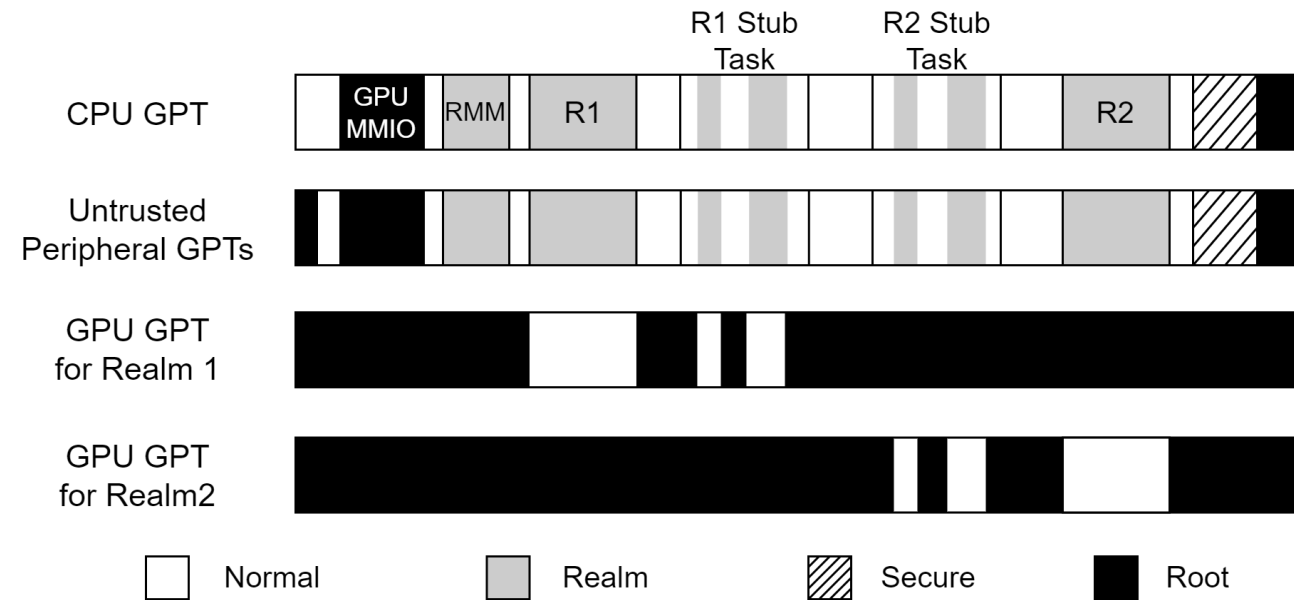 R1 Stub
Task
R2 Stub
Task
CPU GPT
GPU
MMIO
RMM
R1
R2
Untrusted
Peripheral GPTs
GPU GPT
for Realm 1
GPU GPT
for Realm2
Normal
Realm
Secure
Root